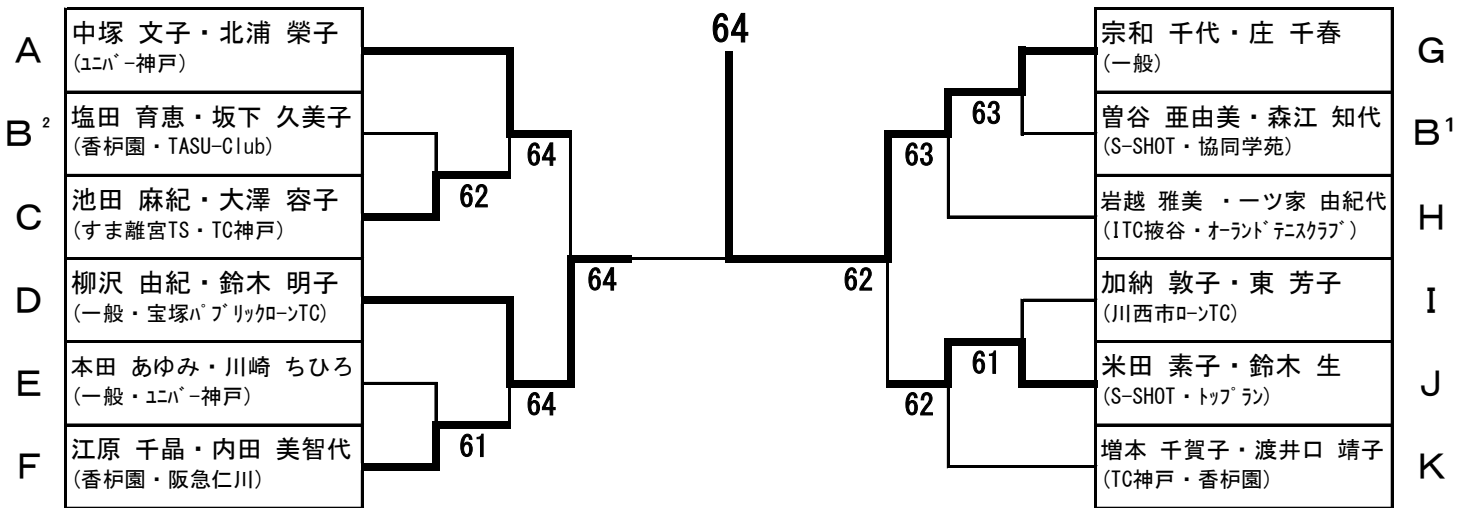 A
中塚 文子・北浦 榮子
(ﾕﾆﾊﾞｰ神戸)
B²
塩田 育恵・坂下 久美子
(香枦園・TASU-Club)
C
池田 麻紀・大澤 容子
(すま離宮TS・TC神戸)
D
柳沢 由紀・鈴木 明子
(一般・宝塚ﾊﾟﾌﾞﾘｯｸﾛｰﾝTC)
E
本田 あゆみ・川崎 ちひろ
(一般・ﾕﾆﾊﾞｰ神戸)
F
江原 千晶・内田 美智代
(香枦園・阪急仁川)
64
62
64
61
64
64
62
63
63
62
61
宗和 千代・庄 千春
(一般)
G
曽谷 亜由美・森江 知代
(S-SHOT・協同学苑)
B¹
岩越 雅美 ・一ツ家 由紀代
(ITC掖谷・ｵｰﾗﾝﾄﾞﾃﾆｽｸﾗﾌﾞ)
H
加納 敦子・東 芳子
(川西市ﾛｰﾝTC)
I
米田 素子・鈴木 生
(S-SHOT・ﾄｯﾌﾟﾗﾝ)
J
増本 千賀子・渡井口 靖子
(TC神戸・香枦園)
K